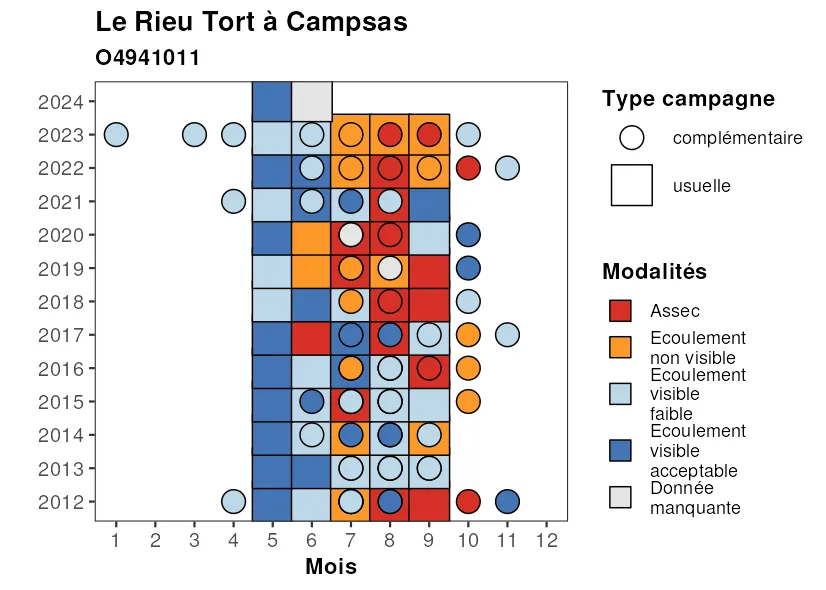 Le Rieu Tort à Campsas
O4941011
2024
2023
2022
2021
2020
2019
2018
2017
2016
2015
2014
2013
2012
1 2 3 4 5 6 7 8 9 10 11 12
Mois
Type campagne
complémentaire
usuelle
Modalités
Assec
Ecoulement
non visible
Ecoulement
visible
faible
Ecoulement
visible
acceptable
Donnée
manquante